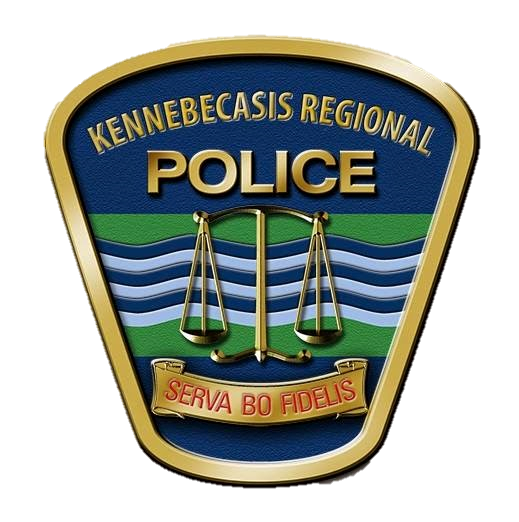 KENNEBECASIS REGIONAL
POLICE
SERVA BO FIDELIS